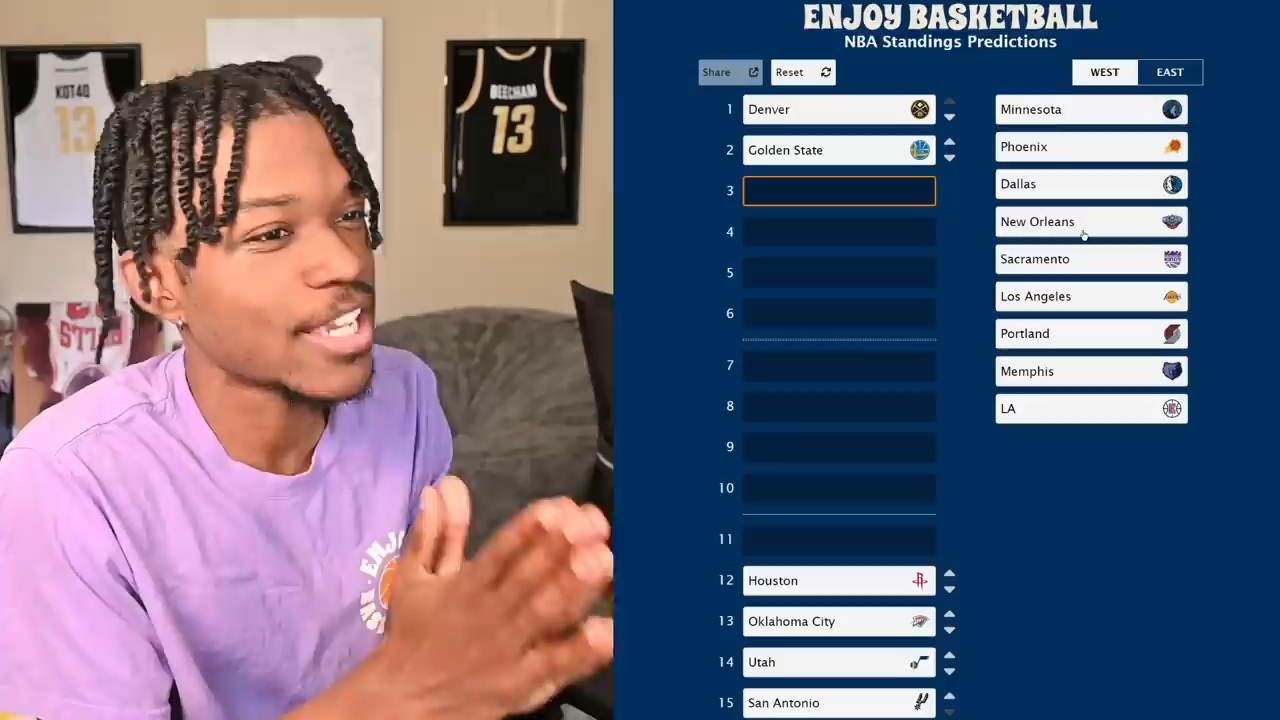 ENJOY BASKETBALL
NBA Standings Predictions
Share
Reset
WEST
EAST
1 Denver
2 Golden State
3
4
5
6
7
8
9
10
11
12 Houston
13 Oklahoma City
14 Utah
15 San Antonio
Minnesota
Phoenix
Dallas
New Orleans
Sacramento
Los Angeles
Portland
Memphis
LA
KOT4Q
13
BEECHAM
13
BULLS